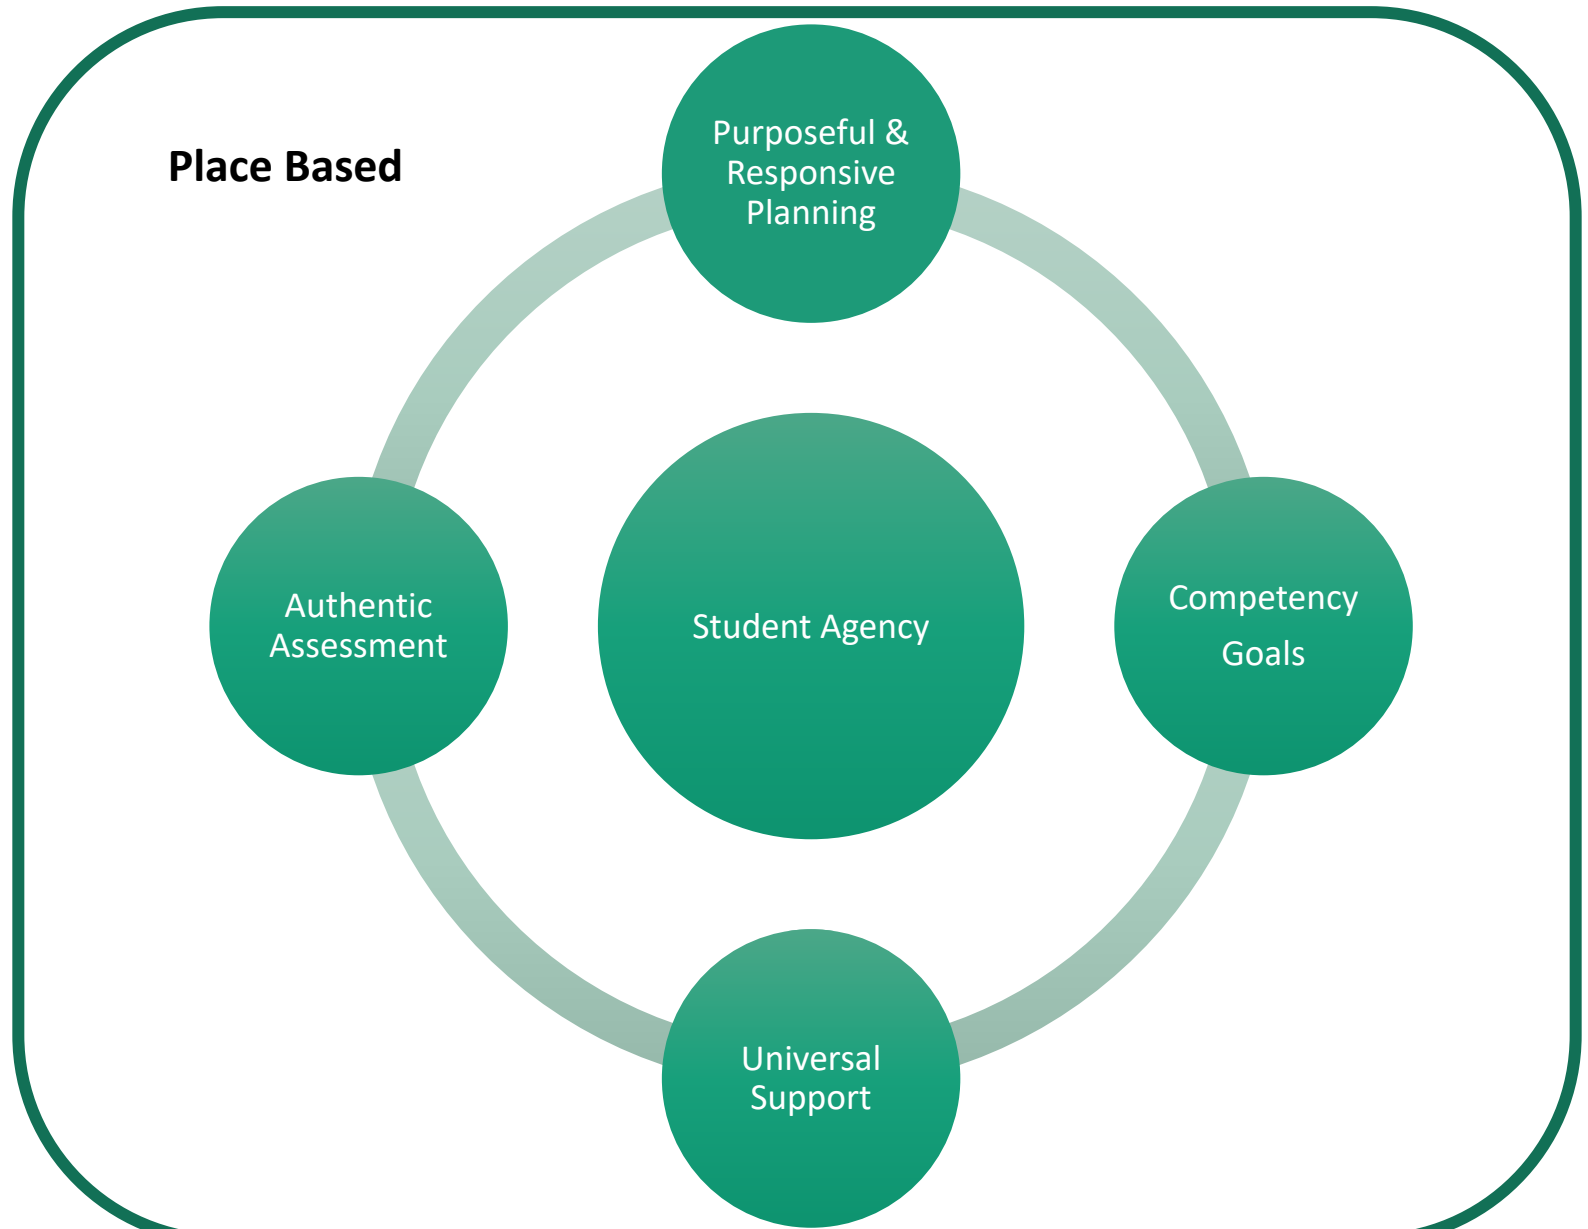 Place Based
Purposeful &
Responsive
Planning
Authentic
Assessment
Student Agency
Competency
Goals
Universal
Support